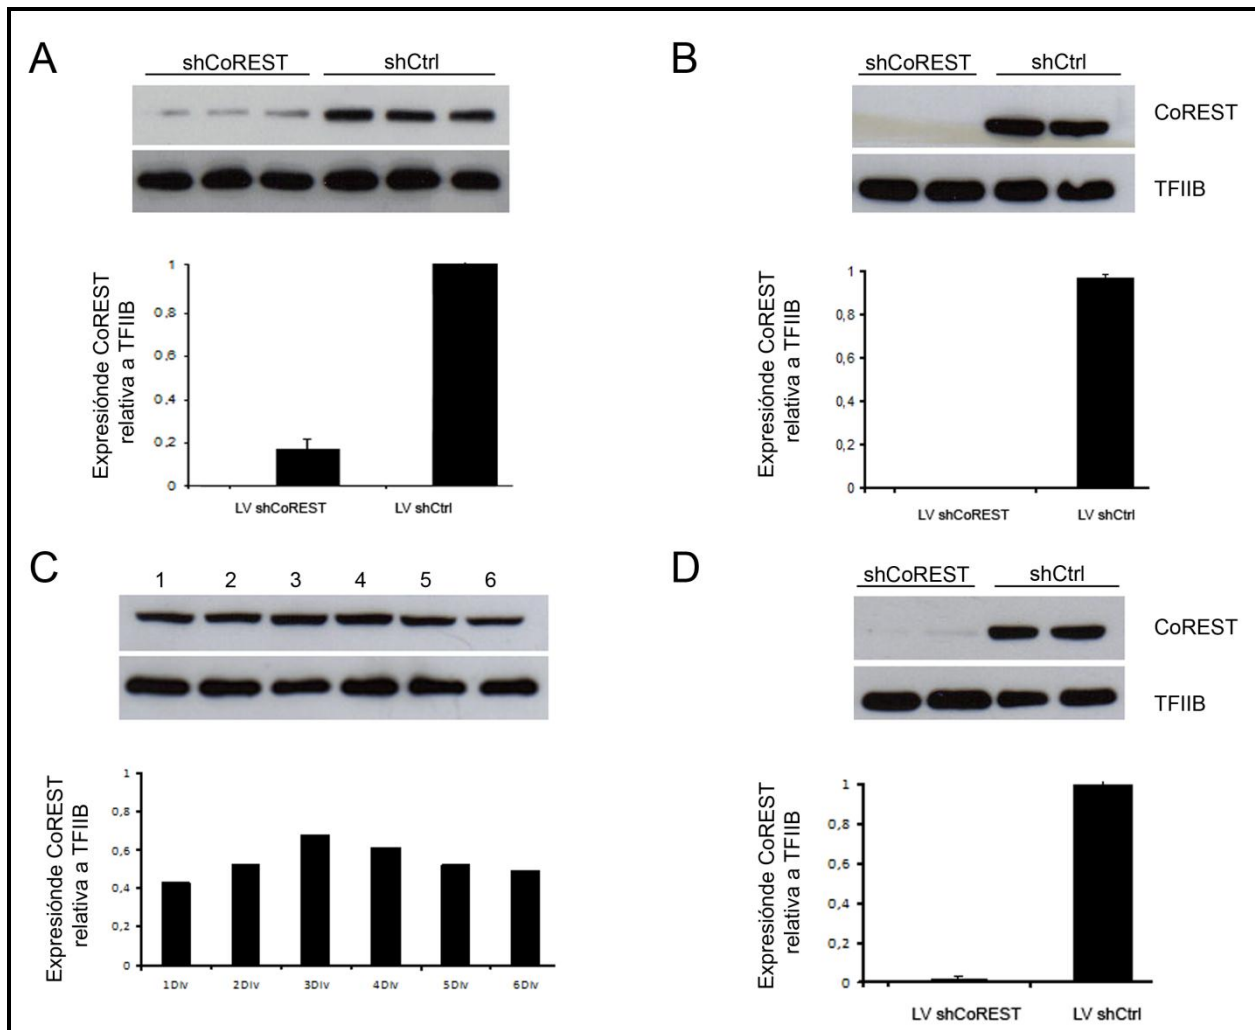 A
shCoREST shCtrl
Expresiónde CoREST
relativa a TFIIB
1
0,8
0,6
0,4
0,2
0
LV shCoREST LV shCtrl
B
shCoREST shCtrl
CoREST
TFIIB
Expresiónde CoREST
relativa a TFIIB
1
0,8
0,6
0,4
0,2
0
LV shCoREST LV shCtrl
C
1 2 3 4 5 6
Expresiónde CoREST
relativa a TFIIB
1
0,8
0,6
0,4
0,2
0
1DIV 2DIV 3DIV 4DIV 5DIV 6DIV
D
shCoREST shCtrl
CoREST
TFIIB
Expresiónde CoREST
relativa a TFIIB
1
0,8
0,6
0,4
0,2
0
LV shCoREST LV shCtrl